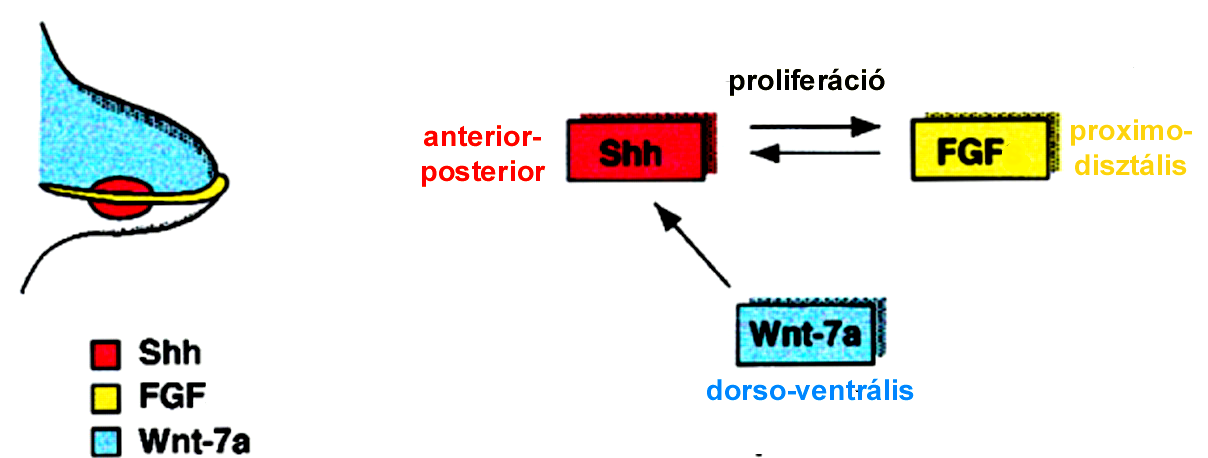 proliferáció
anterior-
posterior
Shh
FGF
proximo-
disztális
Wnt-7a
dorso-ventrális
Shh
FGF
Wnt-7a